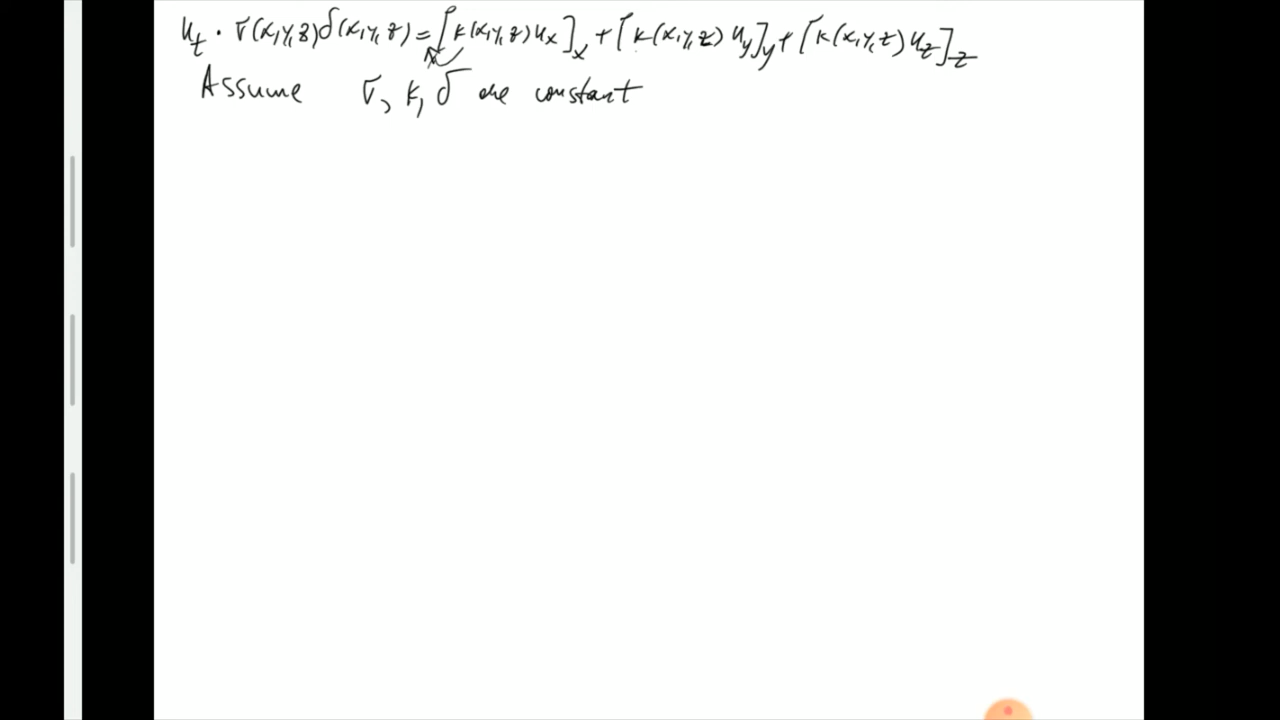 u_t · σ(x,y,z)δ(x,y,z) = [k(x,y,z)u_x]_x + [k(x,y,z) u_y]_y + [k(x,y,z) u_z]_z
Assume σ, k, δ are constant